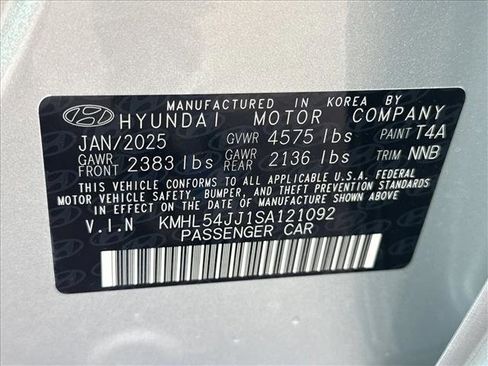 MANUFACTURED IN KOREA BY
HYUNDAI MOTOR COMPANY
JAN/2025 GVWR 4575 lbs PAINT T4A
GAWR FRONT 2383 lbs GAWR REAR 2136 lbs TRIM NNB
THIS VEHICLE CONFORMS TO ALL APPLICABLE U.S.A. FEDERAL
MOTOR VEHICLE SAFETY, BUMPER, AND THEFT PREVENTION STANDARDS
IN EFFECT ON THE DATE OF MANUFACTURE SHOWN ABOVE.
V.I.N KMHL54JJ1SA121092
PASSENGER CAR